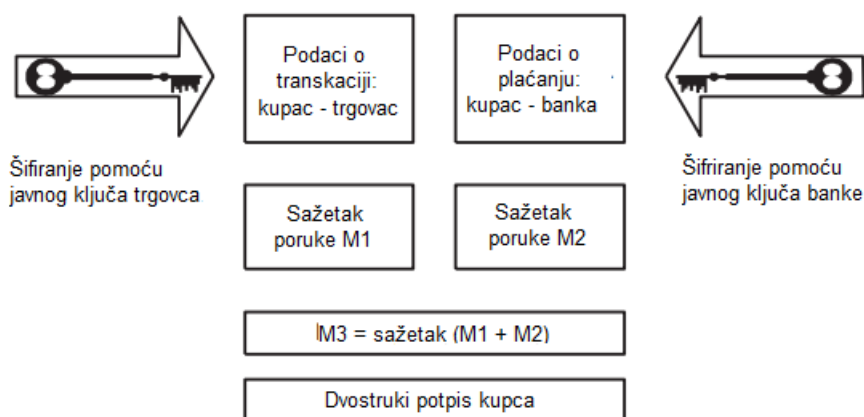 Podaci o
transkaciji:
kupac - trgovac
Podaci o
plaćanju:
kupac - banka
Šifiranje pomoću
javnog ključa trgovca
Šifriranje pomoću
javnog ključa banke
Sažetak
poruke M1
Sažetak
poruke M2
M3 = sažetak (M1 + M2)
Dvostruki potpis kupca